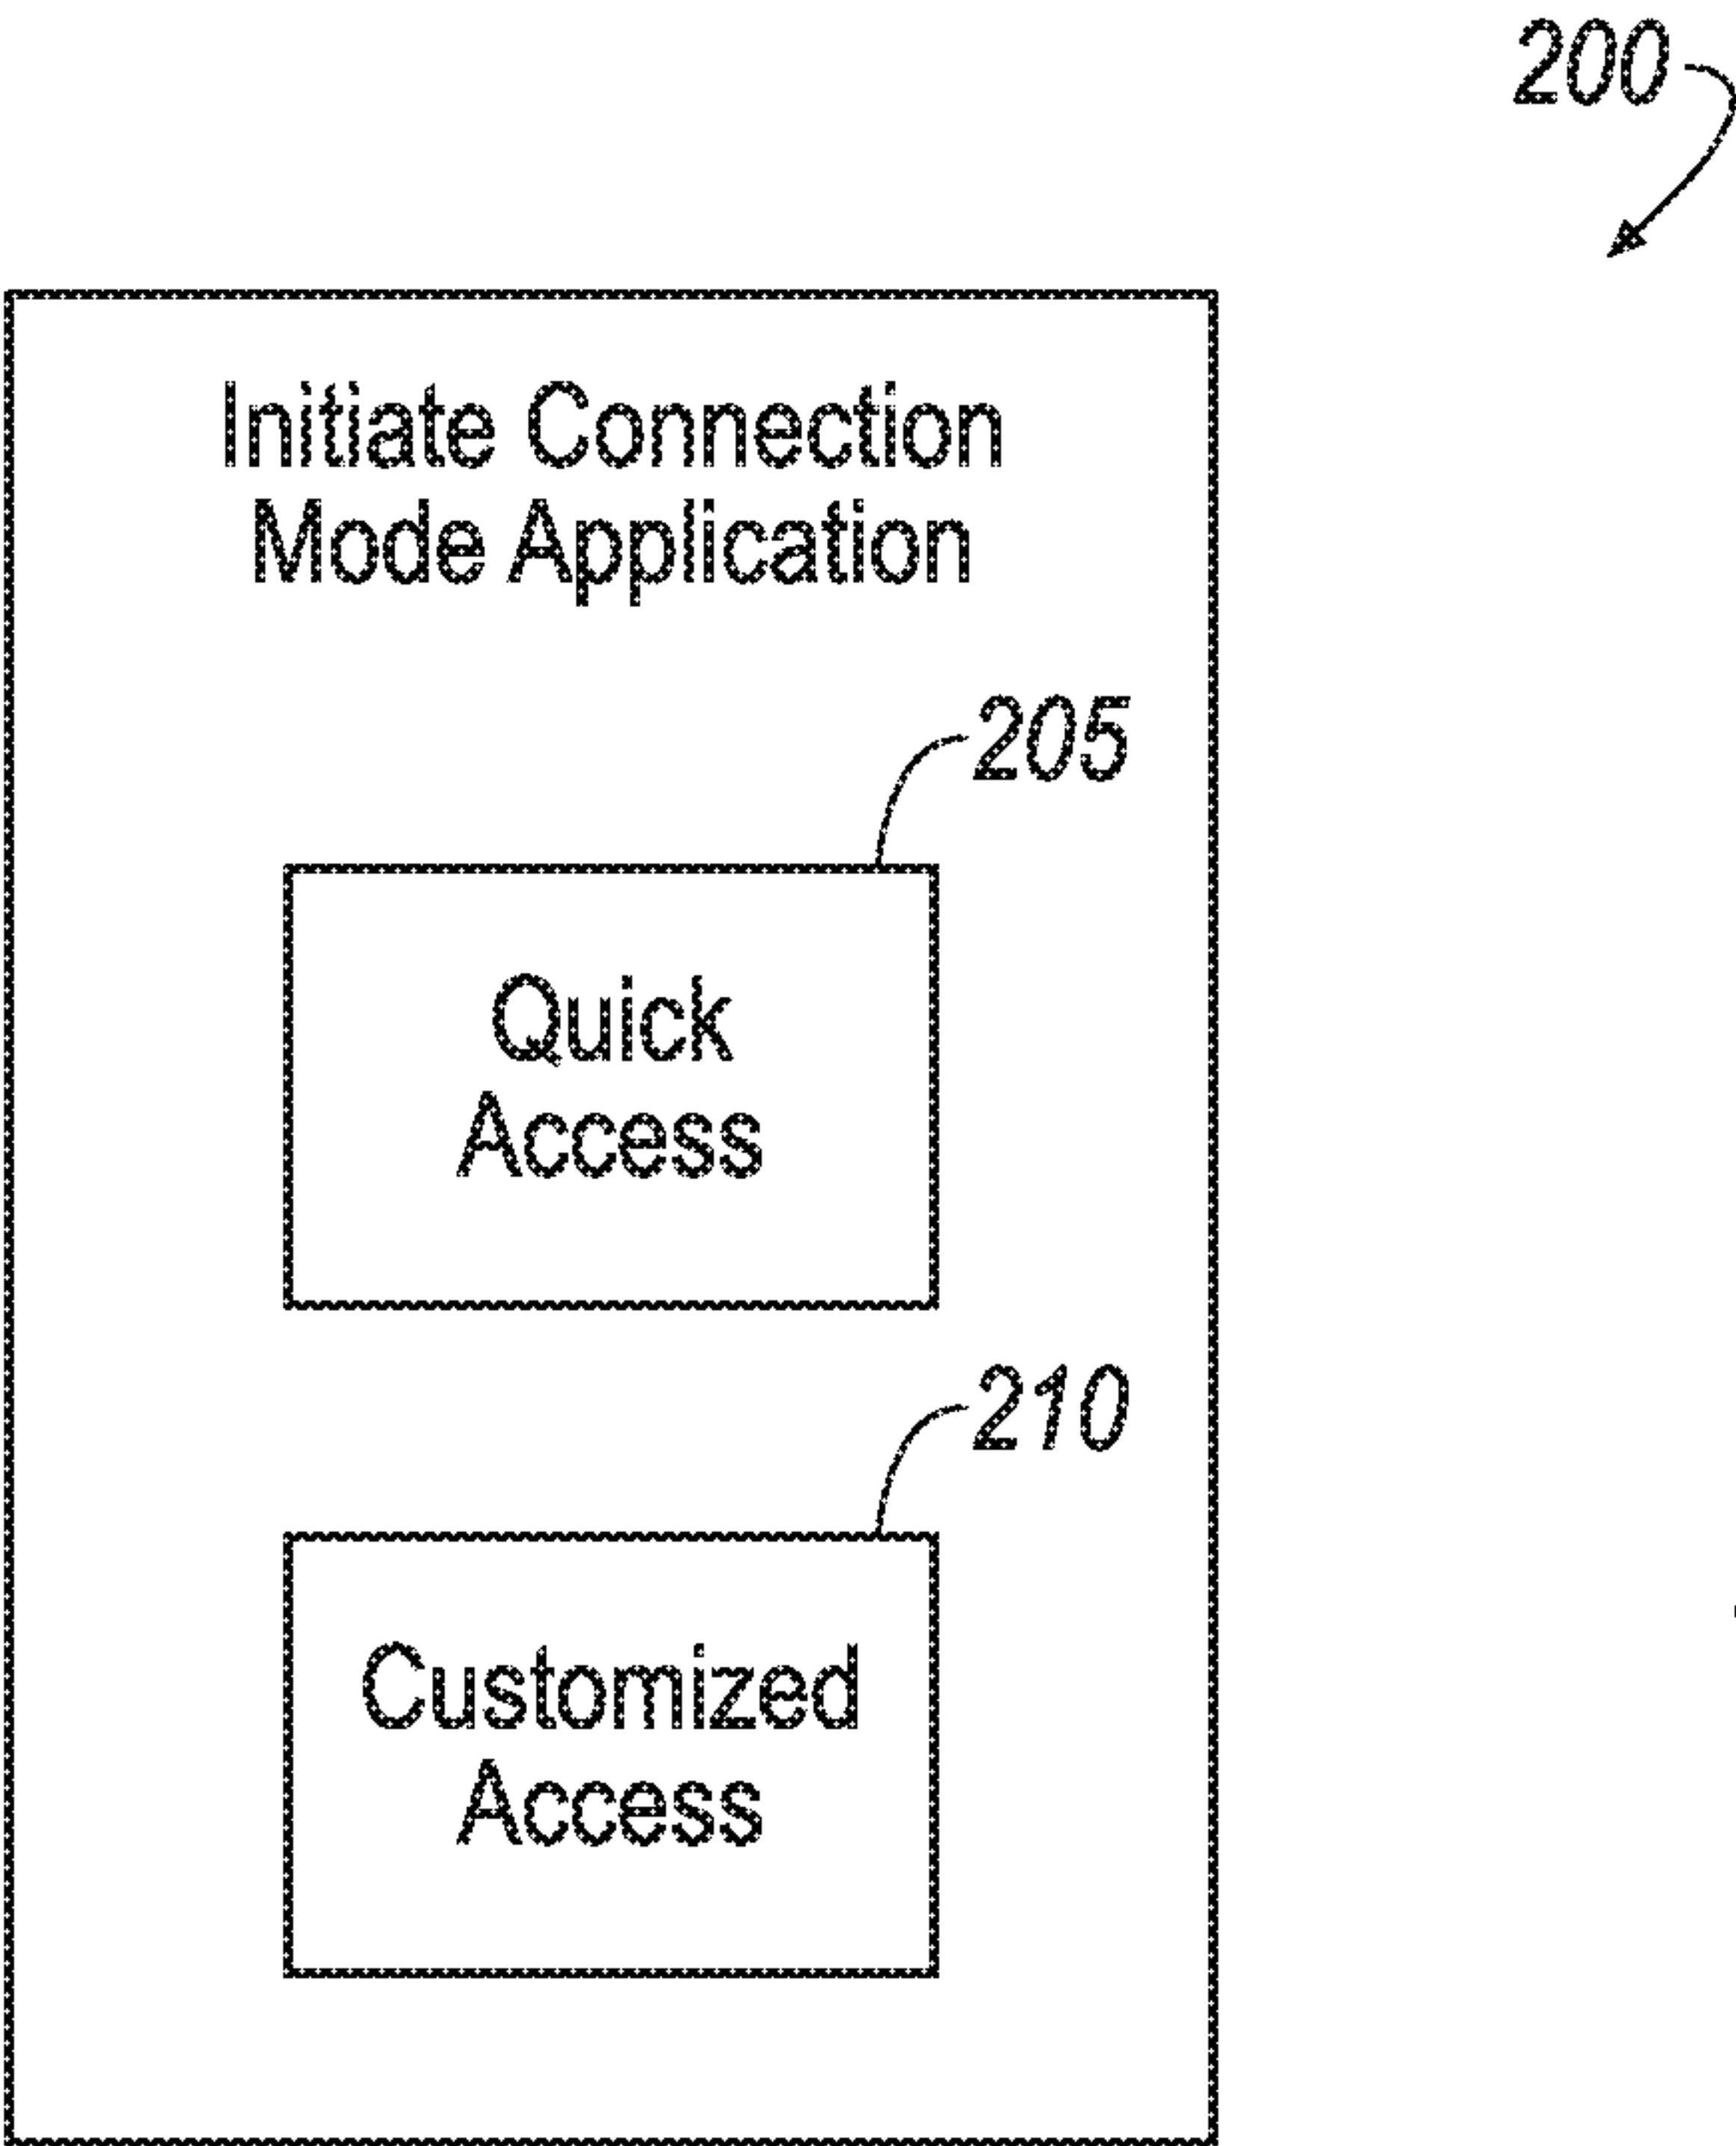 200
Initiate Connection
Mode Application
205
Quick
Access
210
Customized
Access